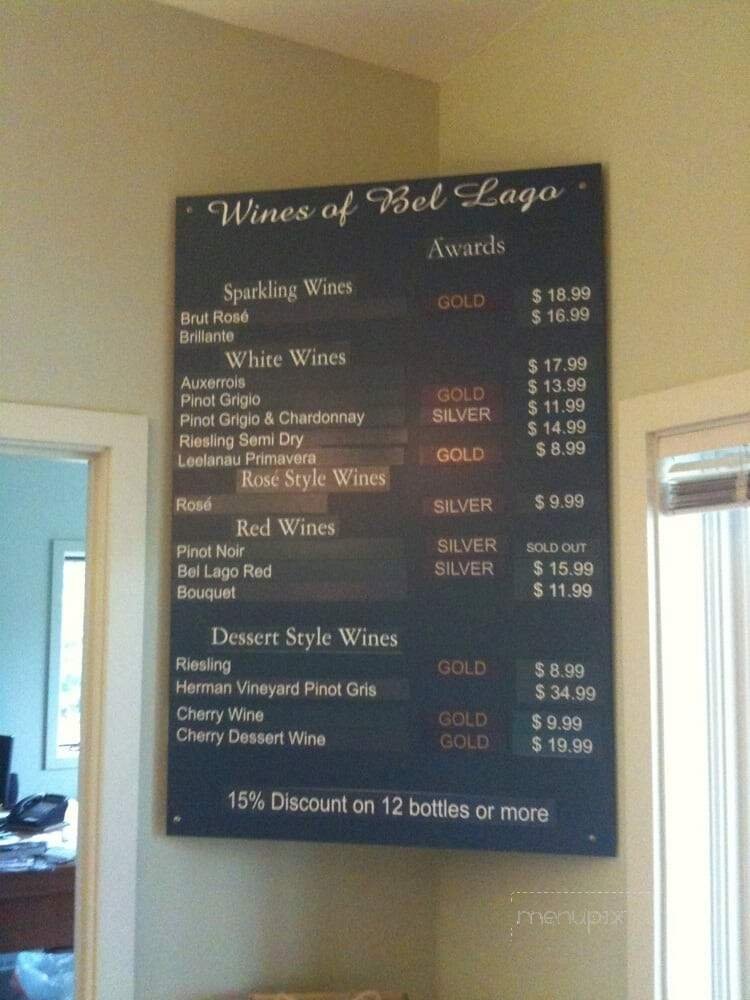 Wines of Bel Lago
Awards
Sparkling Wines
Brut Rosé GOLD $ 18.99
Brillante $ 16.99
White Wines
Auxerrois $ 17.99
Pinot Grigio GOLD $ 13.99
Pinot Grigio & Chardonnay SILVER $ 11.99
Riesling Semi Dry $ 14.99
Leelanau Primavera GOLD $ 8.99
Rosé Style Wines
Rosé SILVER $ 9.99
Red Wines
Pinot Noir SILVER SOLD OUT
Bel Lago Red SILVER $ 15.99
Bouquet $ 11.99
Dessert Style Wines
Riesling GOLD $ 8.99
Herman Vineyard Pinot Gris $ 34.99
Cherry Wine GOLD $ 9.99
Cherry Dessert Wine GOLD $ 19.99
15% Discount on 12 bottles or more
menupix